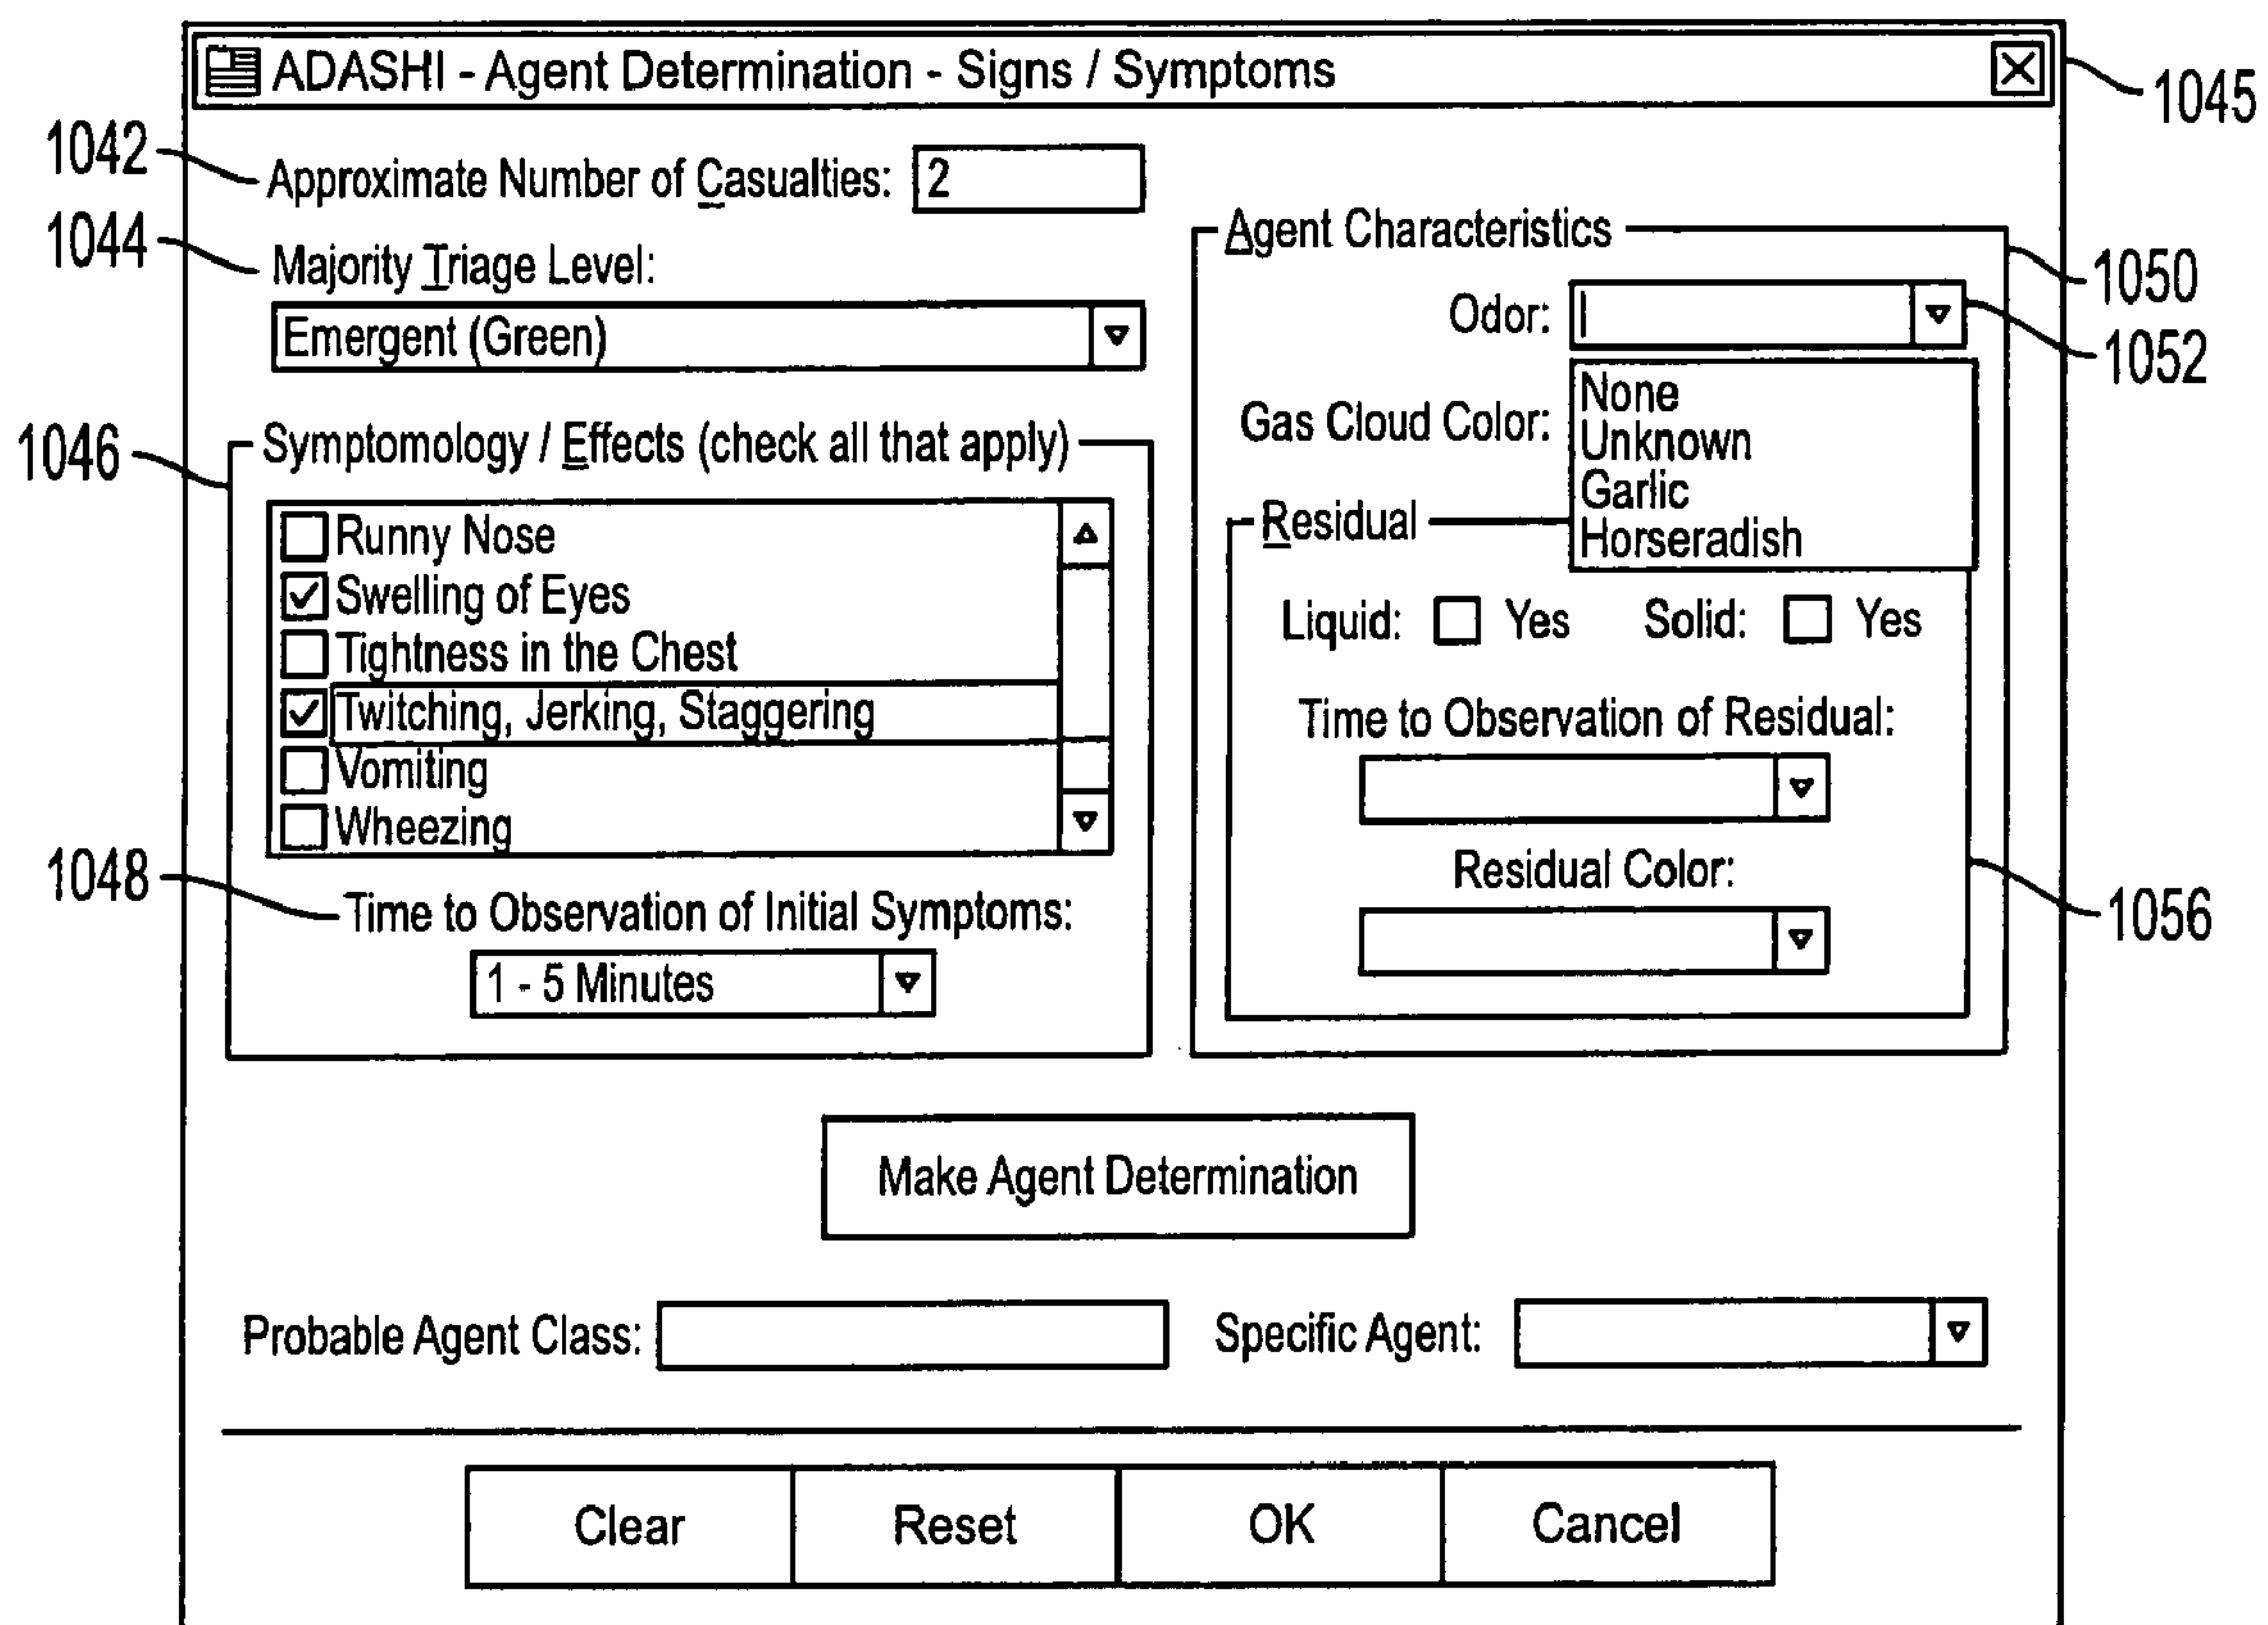 ADASHI - Agent Determination - Signs / Symptoms
1045
1042
Approximate Number of Casualties: 2
1044
Majority Triage Level:
Emergent (Green)
1046
Symptomology / Effects (check all that apply)
Runny Nose
Swelling of Eyes
Tightness in the Chest
Twitching, Jerking, Staggering
Vomiting
Wheezing
1048
Time to Observation of Initial Symptoms:
1 - 5 Minutes
Agent Characteristics
1050
Odor:
1052
None
Unknown
Garlic
Horseradish
Gas Cloud Color:
Residual
Liquid: Yes Solid: Yes
Time to Observation of Residual:
Residual Color:
1056
Make Agent Determination
Probable Agent Class: Specific Agent:
Clear Reset OK Cancel